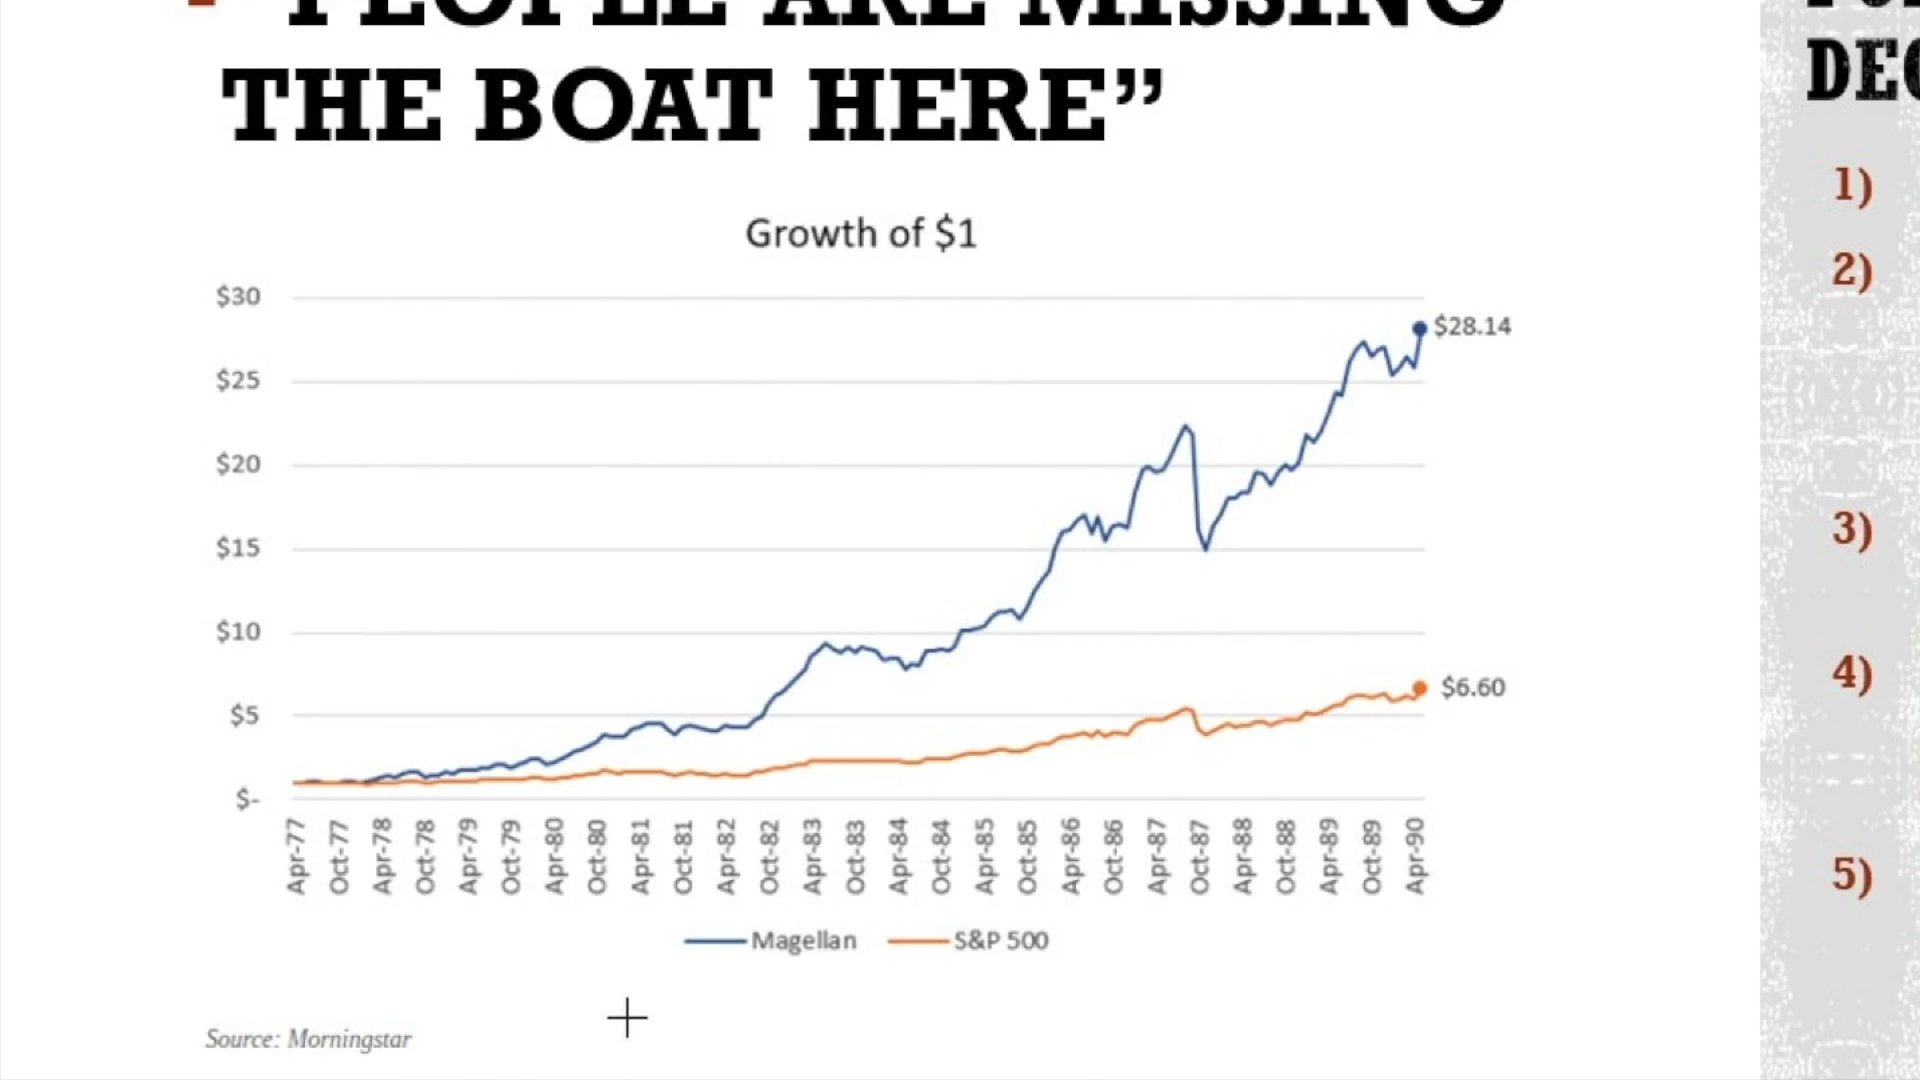 "PEOPLE ARE MISSING
THE BOAT HERE”
Growth of $1
$30
$25
$20
$15
$10
$5
$-
$28.14
$6.60
Apr-77
Oct-77
Apr-78
Oct-78
Apr-79
Oct-79
Apr-80
Oct-80
Apr-81
Oct-81
Apr-82
Oct-82
Apr-83
Oct-83
Apr-84
Oct-84
Apr-85
Oct-85
Apr-86
Oct-86
Apr-87
Oct-87
Apr-88
Oct-88
Apr-89
Oct-89
Apr-90
Magellan
S&P 500
Source: Morningstar
1)
2)
3)
4)
5)